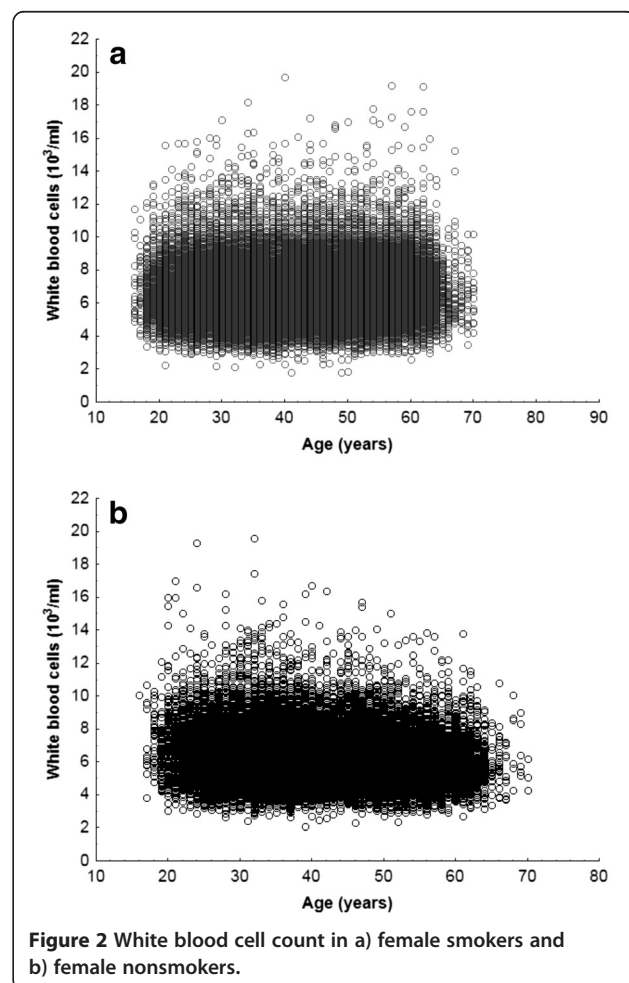 a
22
20
18
16
14
12
10
8
6
4
2
0
White blood cells (10³/ml)
10 20 30 40 50 60 70 80 90
Age (years)
b
22
20
18
16
14
12
10
8
6
4
2
0
White blood cells (10³/ml)
10 20 30 40 50 60 70 80
Age (years)
Figure 2 White blood cell count in a) female smokers and
b) female nonsmokers.